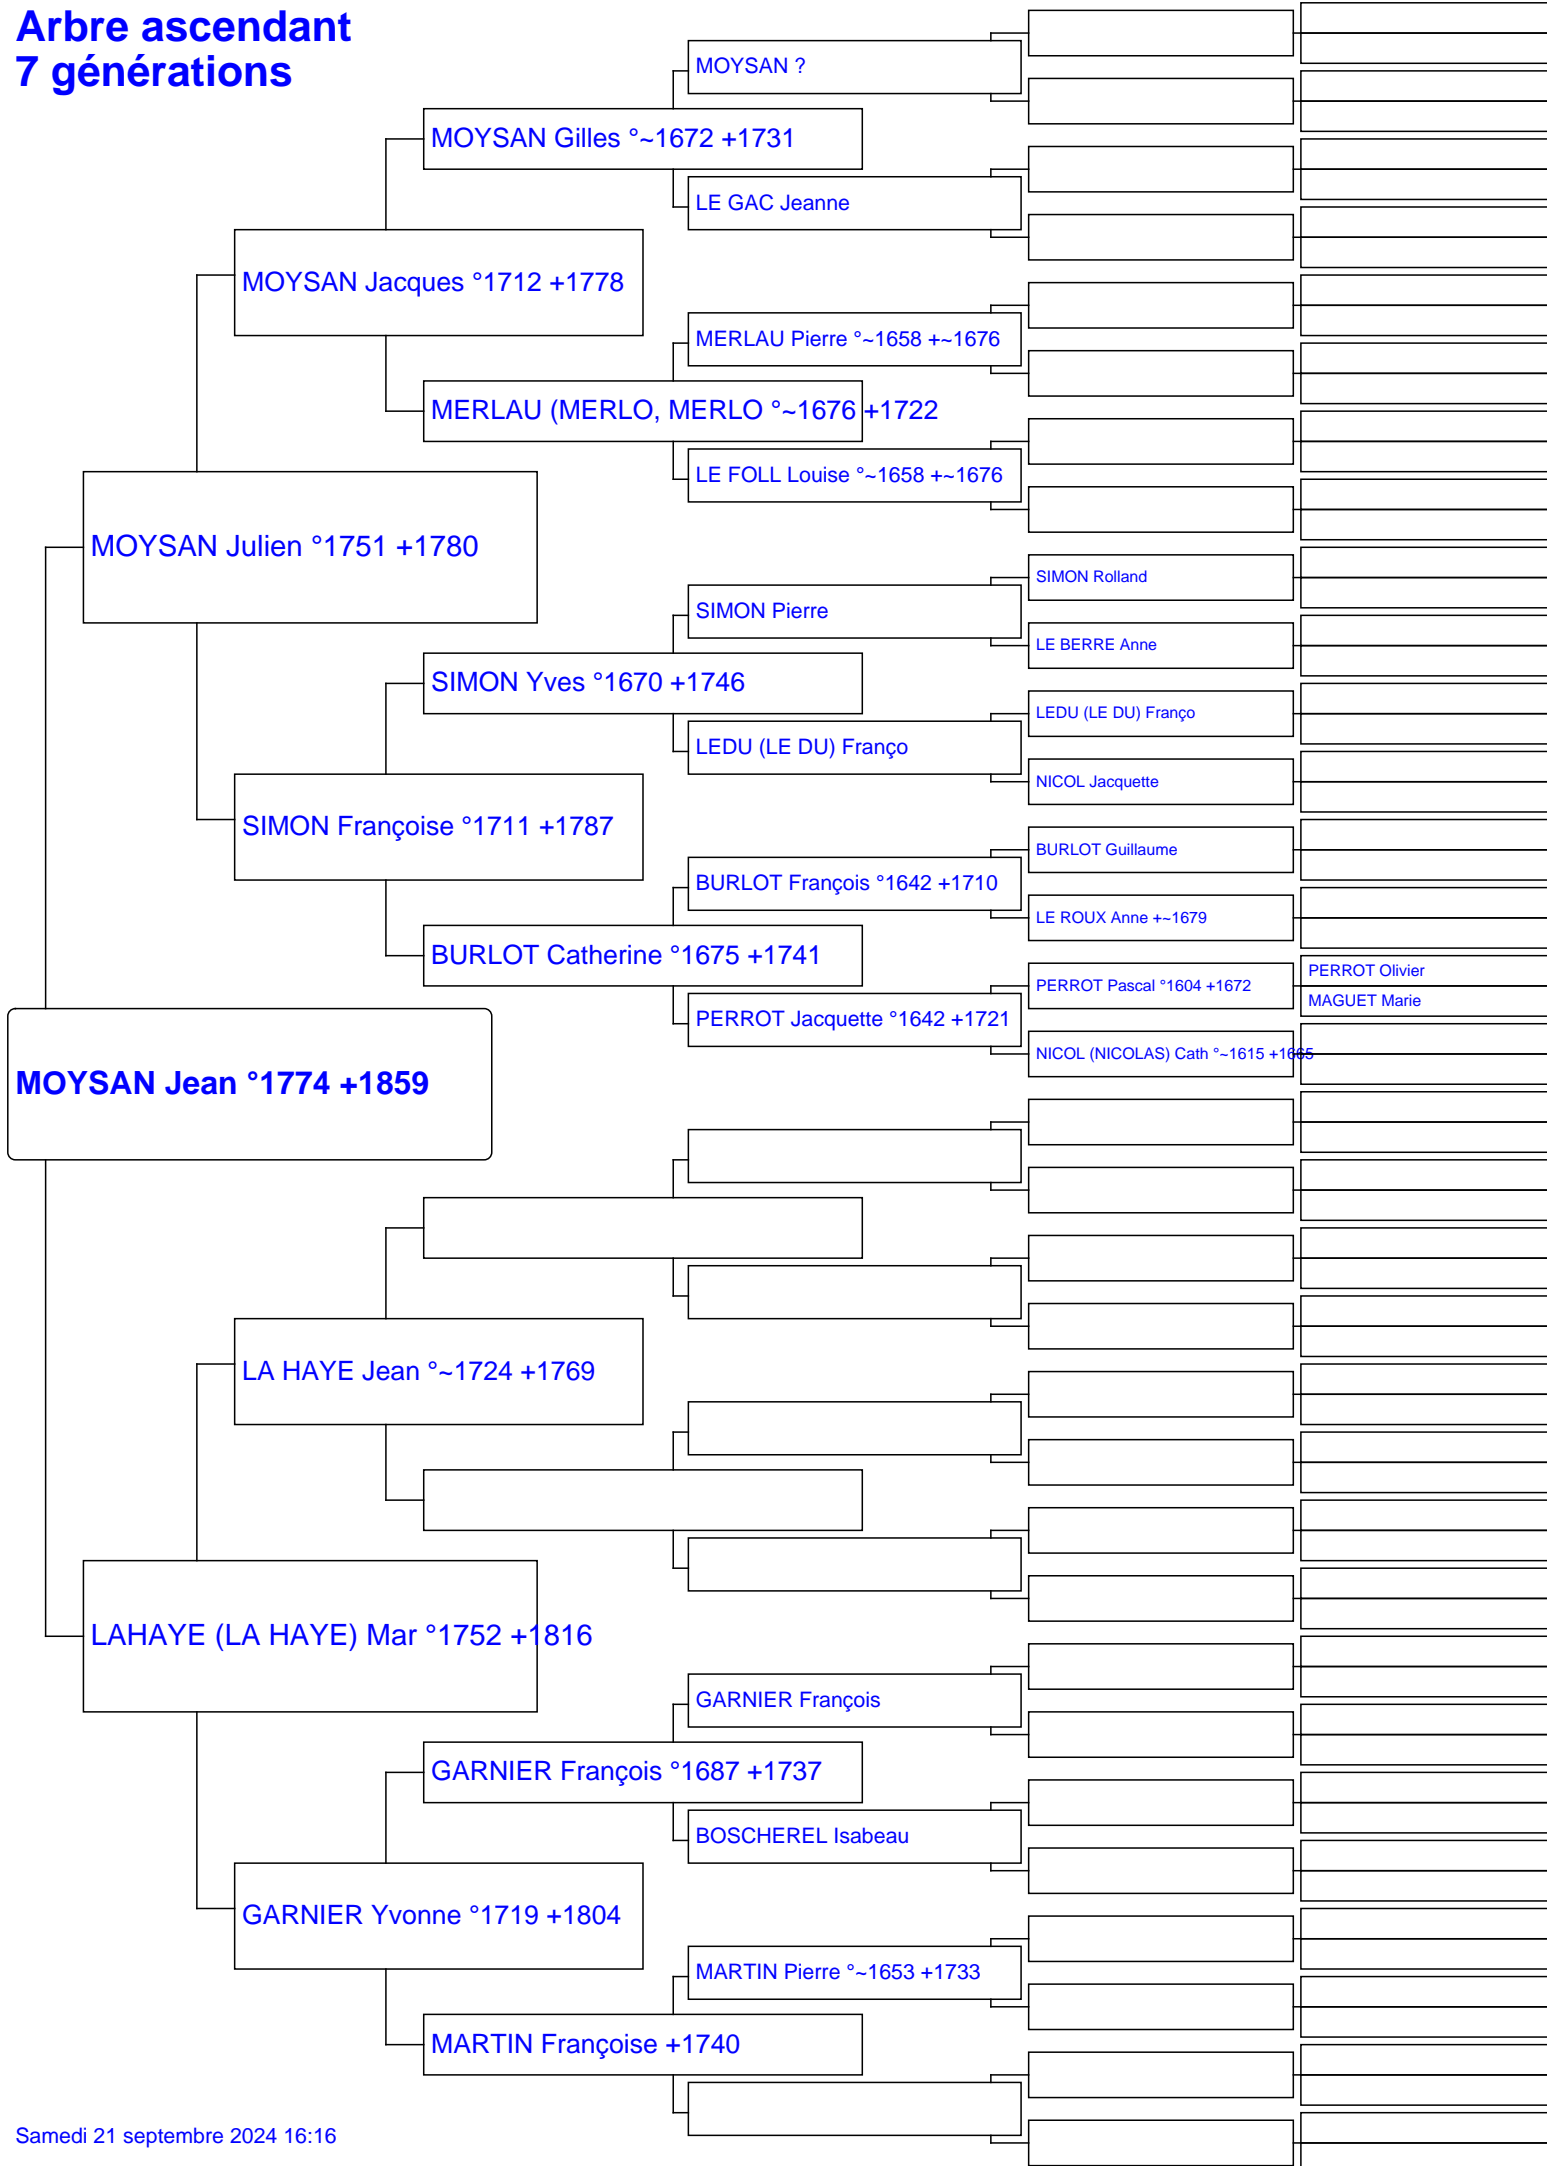 Arbre ascendant
7 générations
MOYSAN ?
MOYSAN Gilles °~1672 +1731
LE GAC Jeanne
MOYSAN Jacques °1712 +1778
MERLAU Pierre °~1658 +~1676
MERLAU (MERLO, MERLO °~1676 +1722
LE FOLL Louise °~1658 +~1676
MOYSAN Julien °1751 +1780
SIMON Rolland
SIMON Pierre
LE BERRE Anne
SIMON Yves °1670 +1746
LEDU (LE DU) Franço
LEDU (LE DU) Franço
NICOL Jacquette
SIMON Françoise °1711 +1787
BURLOT Guillaume
BURLOT François °1642 +1710
LE ROUX Anne +~1679
BURLOT Catherine °1675 +1741
PERROT Olivier
PERROT Pascal °1604 +1672
MAGUET Marie
PERROT Jacquette °1642 +1721
NICOL (NICOLAS) Cath °~1615 +1665
MOYSAN Jean °1774 +1859
LA HAYE Jean °~1724 +1769
LAHAYE (LA HAYE) Mar °1752 +1816
GARNIER François
GARNIER François °1687 +1737
BOSCHEREL Isabeau
GARNIER Yvonne °1719 +1804
MARTIN Pierre °~1653 +1733
MARTIN Françoise +1740
Samedi 21 septembre 2024 16:16